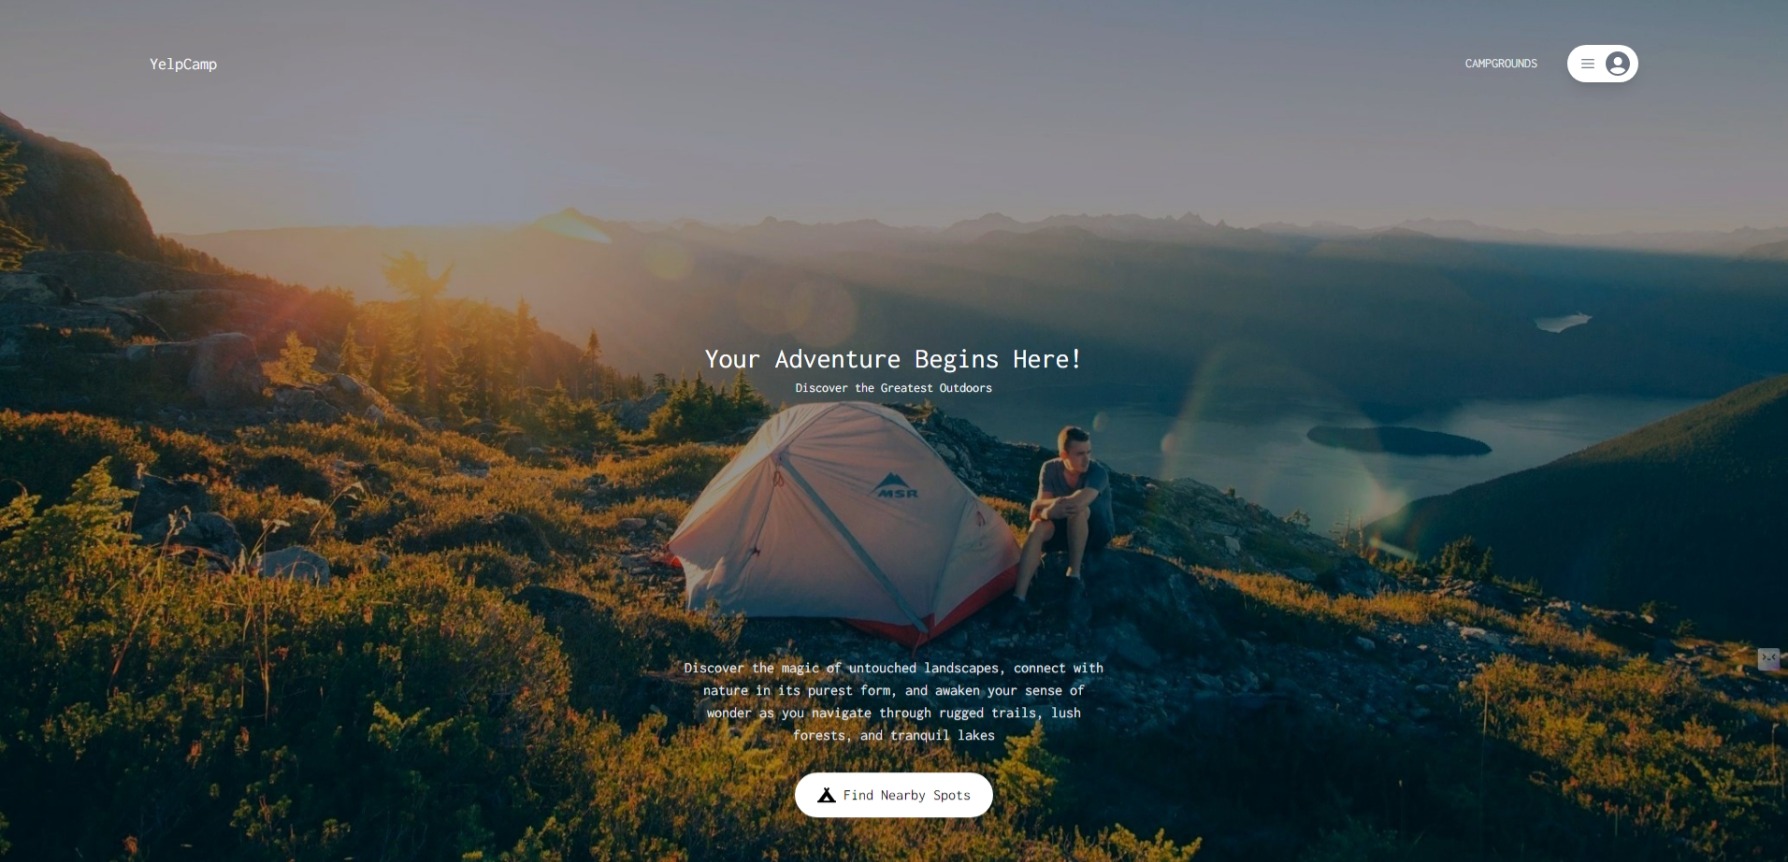 YelpCamp
CAMPGROUNDS
Your Adventure Begins Here!
Discover the Greatest Outdoors
MSR
Discover the magic of untouched landscapes, connect with
nature in its purest form, and awaken your sense of
wonder as you navigate through rugged trails, lush
forests, and tranquil lakes
Find Nearby Spots